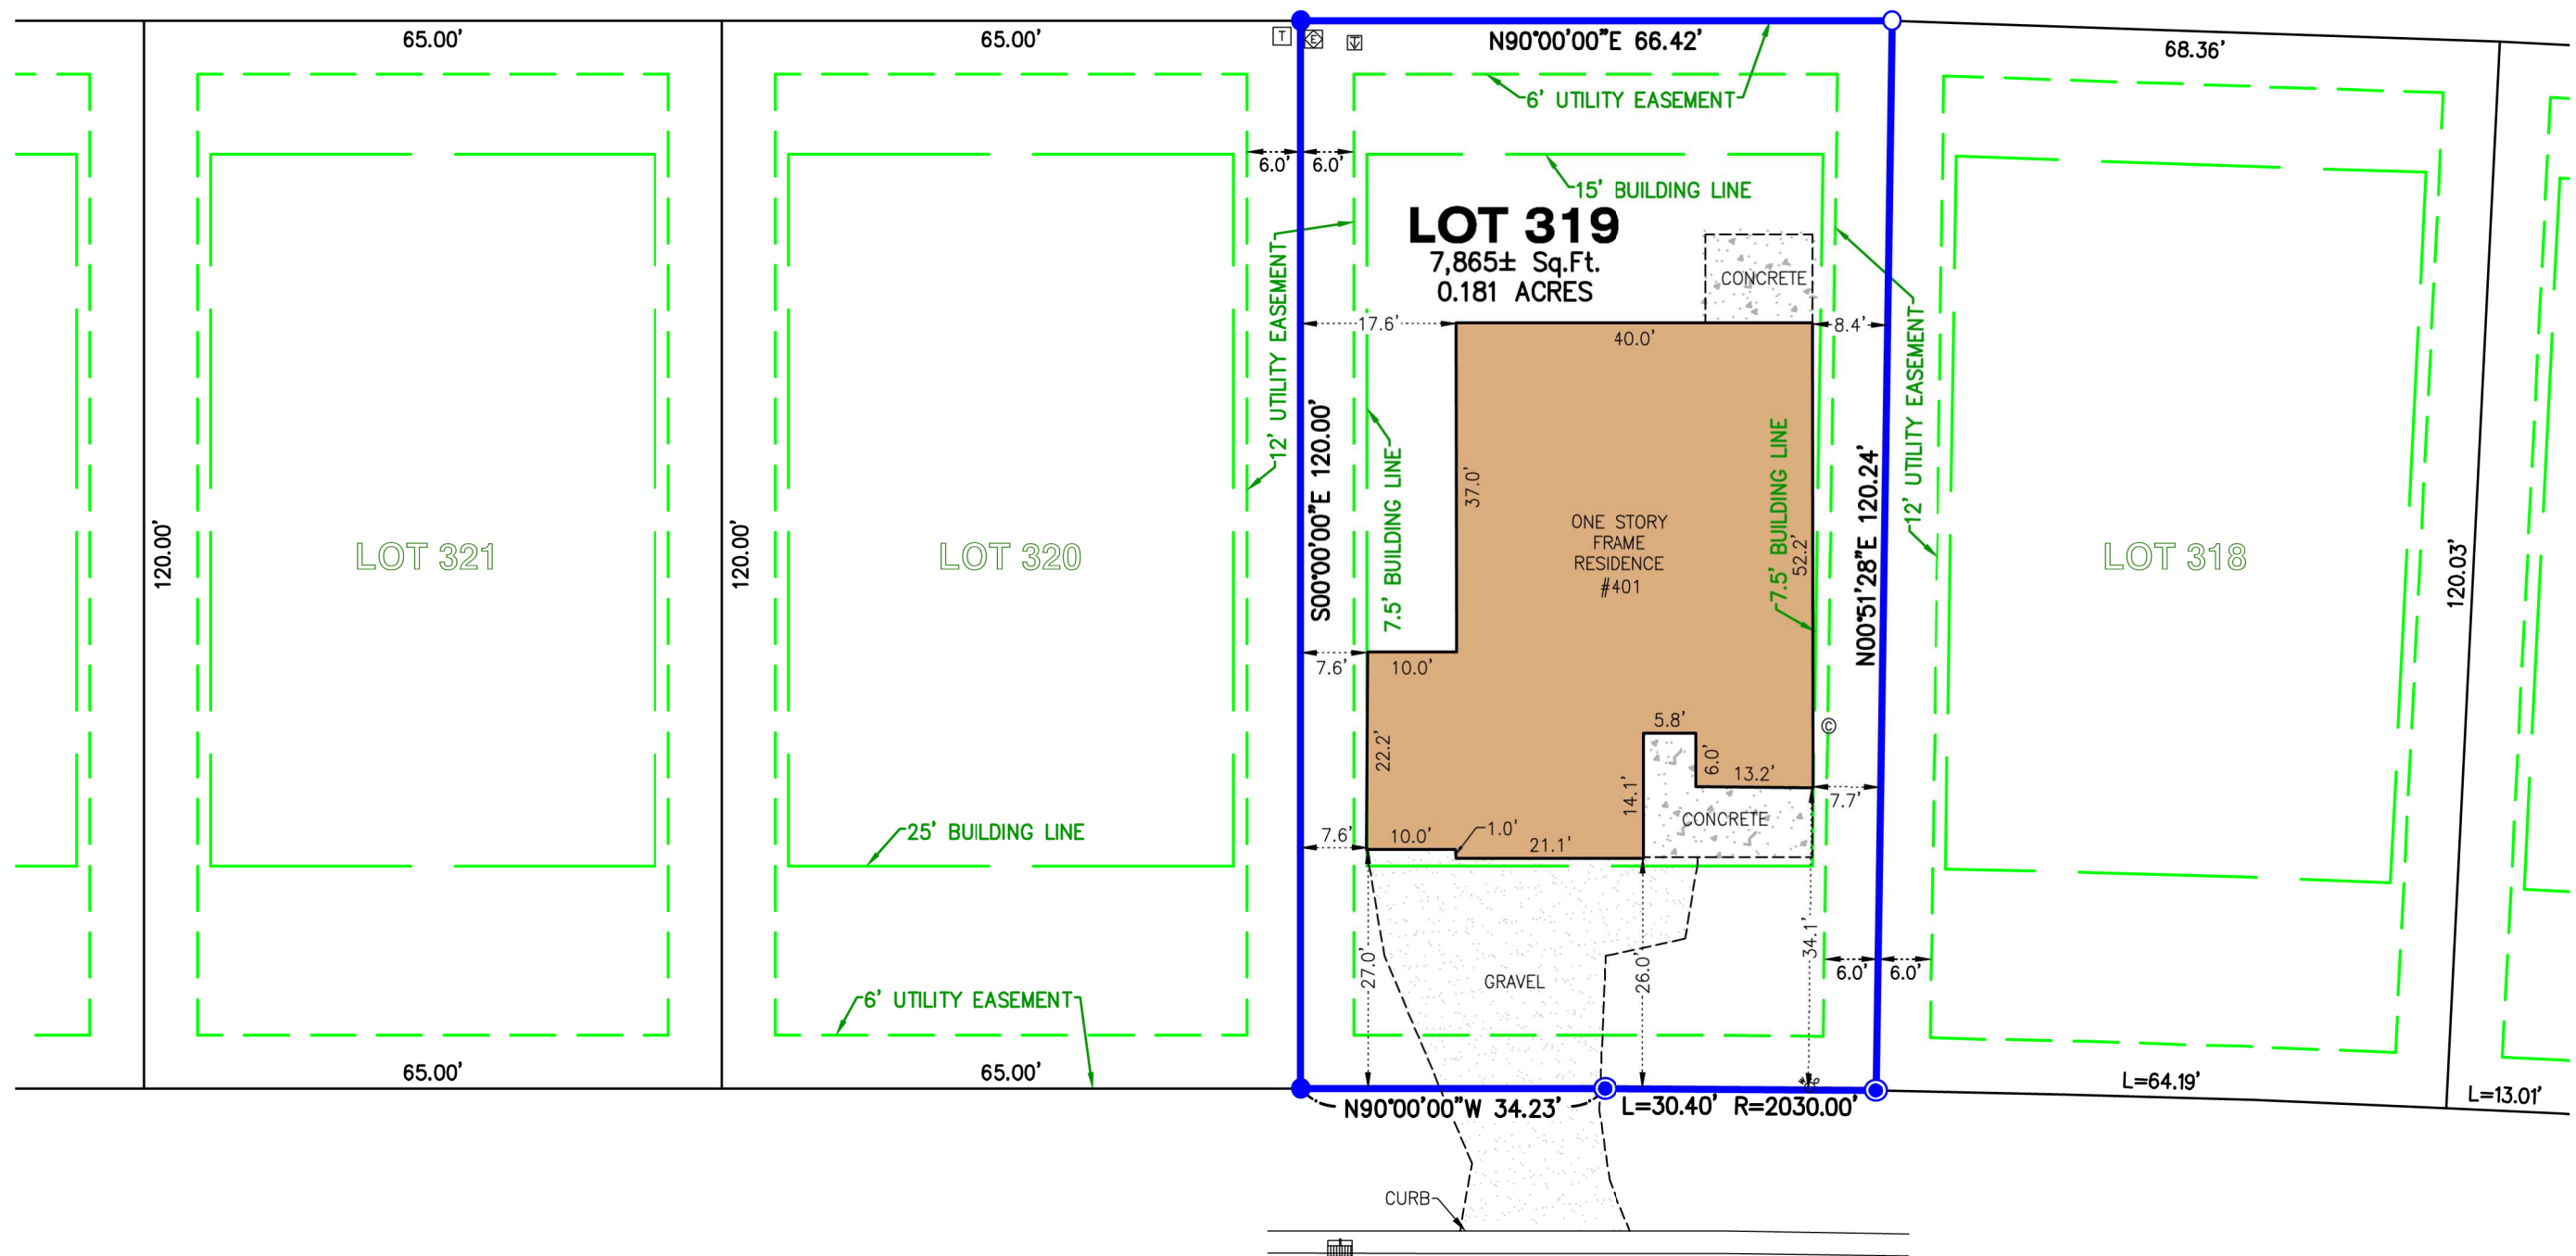 65.00'
65.00'
T
E
N90°00'00"E 66.42'
68.36'
6' UTILITY EASEMENT
6.0'
6.0'
15' BUILDING LINE
LOT 319
7,865± Sq.Ft.
0.181 ACRES
CONCRETE
12' UTILITY EASEMENT
17.6'
40.0'
8.4'
12' UTILITY EASEMENT
S00°00'00"E 120.00'
7.5' BUILDING LINE
37.0'
ONE STORY
FRAME
RESIDENCE
#401
7.5' BUILDING LINE
52.2'
N00°51'28"E 120.24'
120.00'
LOT 321
120.00'
LOT 320
LOT 318
120.03'
7.6'
10.0'
22.2'
5.8'
6.0'
13.2'
14.1'
©
7.7'
CONCRETE
25' BUILDING LINE
7.6'
10.0'
1.0'
21.1'
27.0'
GRAVEL
26.0'
34.1'
6.0'
6.0'
6' UTILITY EASEMENT
65.00'
65.00'
N90°00'00"W 34.23'
L=30.40' R=2030.00'
L=64.19'
L=13.01'
CURB